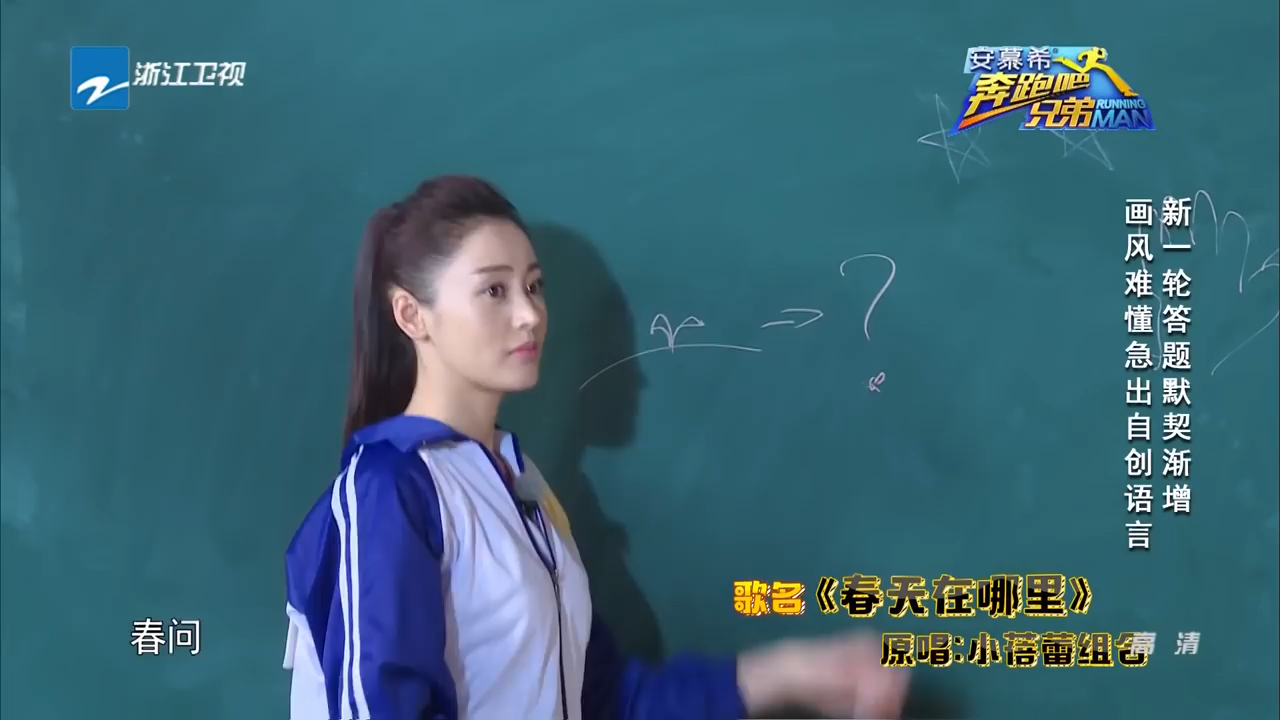 浙江卫视
安慕希
奔跑吧
兄弟
RUNNING
MAN
新一轮答题默契渐增
画风难懂急出自创语言
?
歌名《春天在哪里》
原唱:小蓓蕾组合
高清
春问